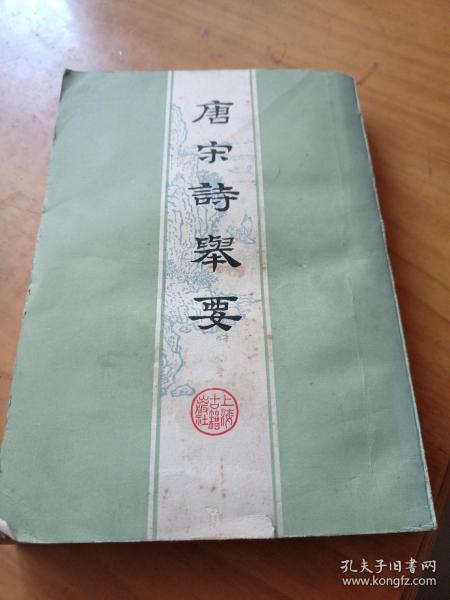 唐宋詩舉要
上海
古籍
出版社
孔夫子旧书网
www.kongfz.com